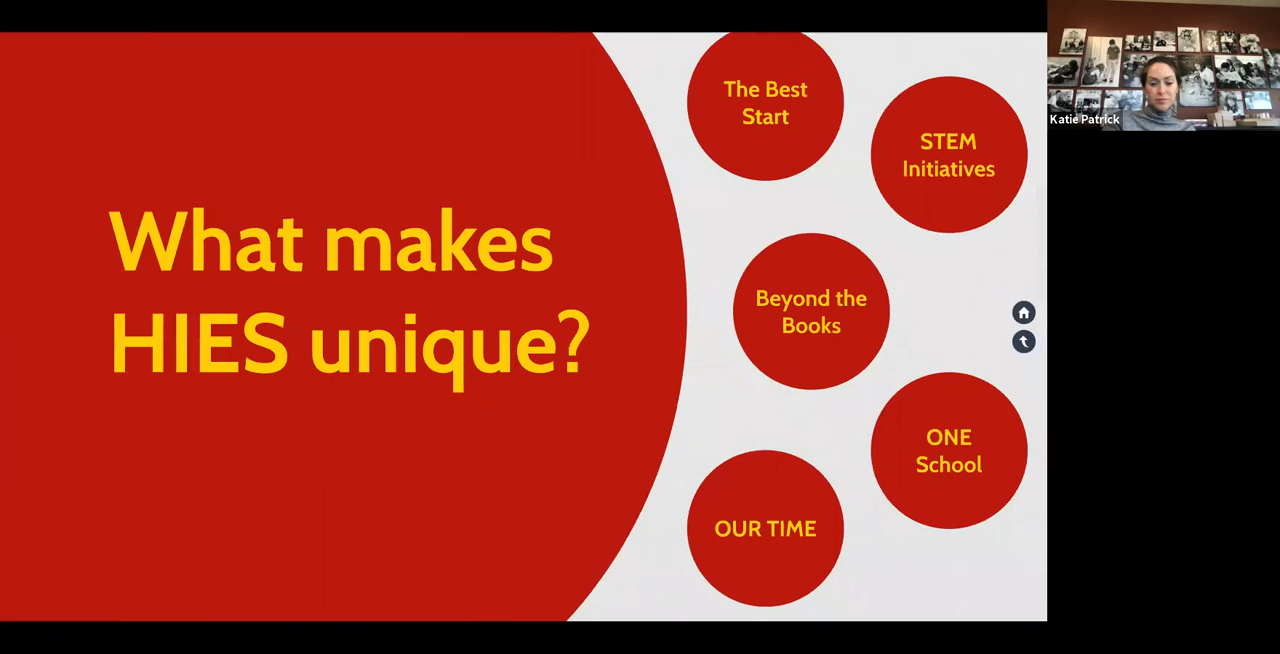 What makes
HIES unique?
The Best
Start
STEM
Initiatives
Beyond the
Books
ONE
School
OUR TIME
Katie Patrick